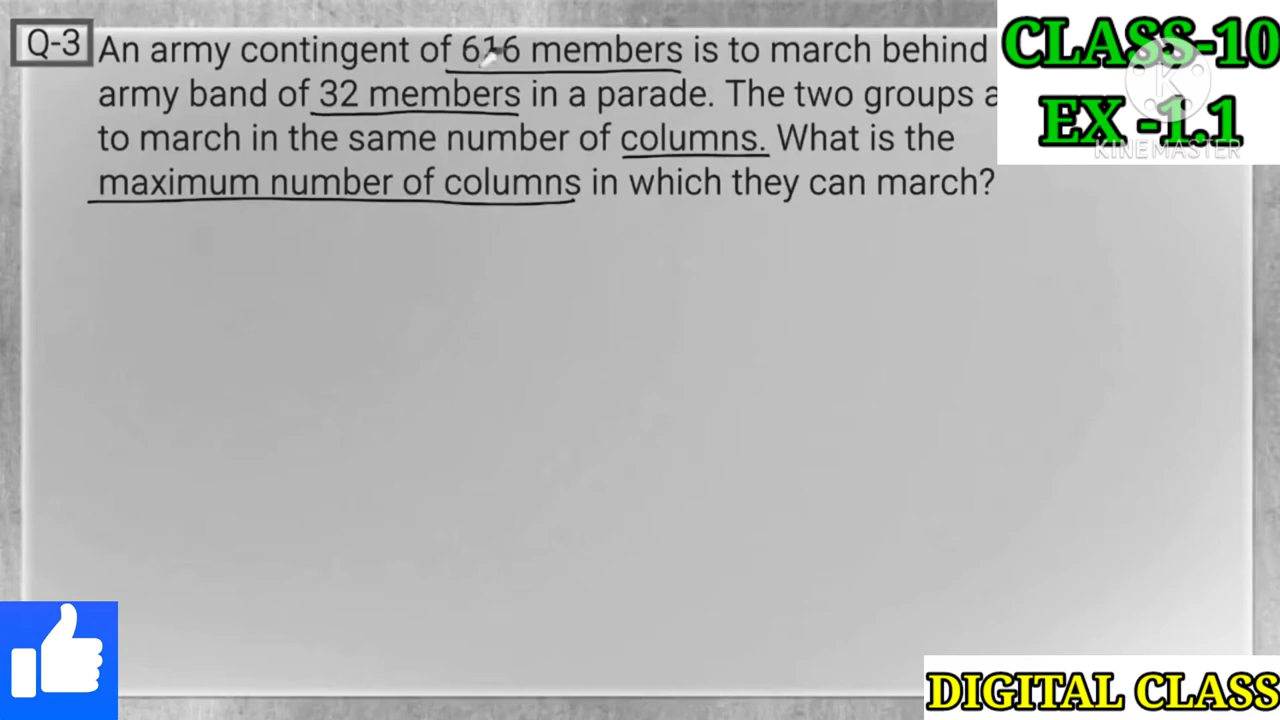 Q-3 An army contingent of 616 members is to march behind
army band of 32 members in a parade. The two groups a
to march in the same number of columns. What is the
maximum number of columns in which they can march?
CLASS-10
EX -1.1
KINEMASTER
DIGITAL CLASS